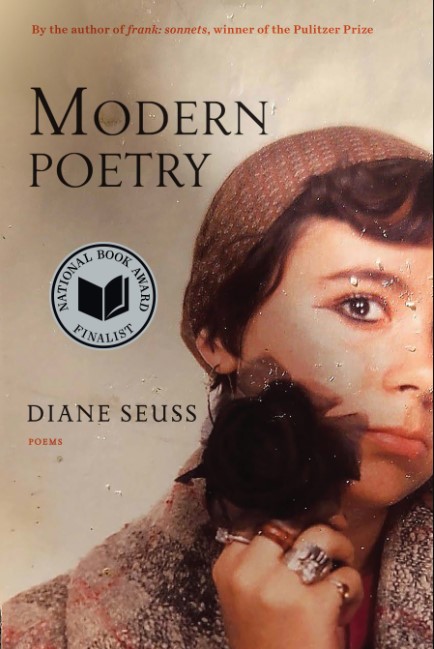 By the author of frank: sonnets, winner of the Pulitzer Prize
MODERN
POETRY
NATIONAL BOOK AWARD
FINALIST
DIANE SEUSS
POEMS